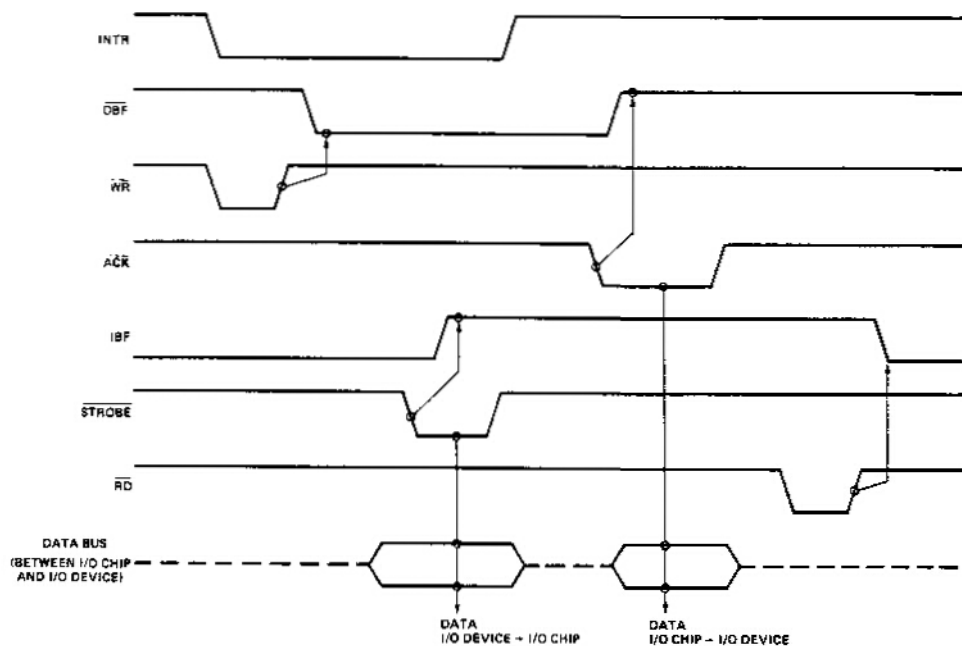 INTR
OBF
WR
ACK
IBF
STROBE
RD
DATA BUS
(BETWEEN I/O CHIP
AND I/O DEVICE)
DATA
I/O DEVICE → I/O CHIP
DATA
I/O CHIP → I/O DEVICE